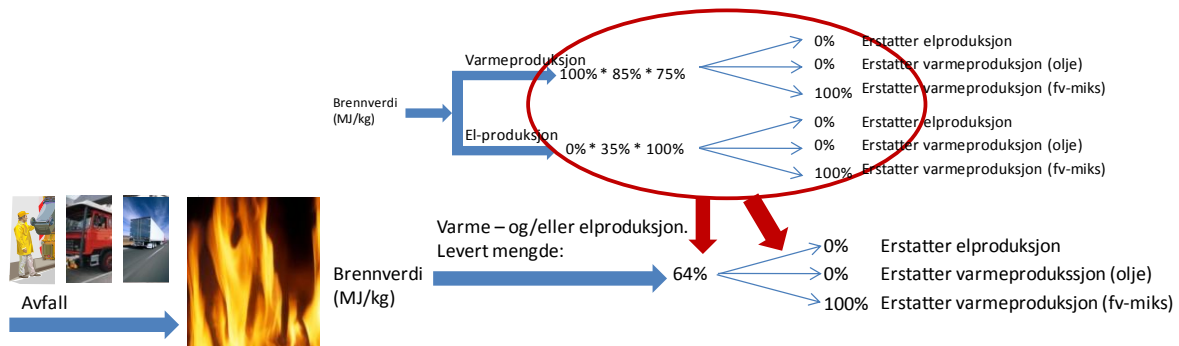 0% Erstatter elproduksjon
Varmeproduksjon
100% * 85% * 75%
0% Erstatter varmeproduksjon (olje)
100% Erstatter varmeproduksjon (fv-miks)
Brennverdi
(MJ/kg)
0% Erstatter elproduksjon
El-produksjon
0% * 35% * 100%
0% Erstatter varmeproduksjon (olje)
100% Erstatter varmeproduksjon (fv-miks)
Varme – og/eller elproduksjon.
Levert mengde:
0% Erstatter elproduksjon
Brennverdi
(MJ/kg)
64%
0% Erstatter varmeprodukssjon (olje)
100% Erstatter varmeproduksjon (fv-miks)
Avfall